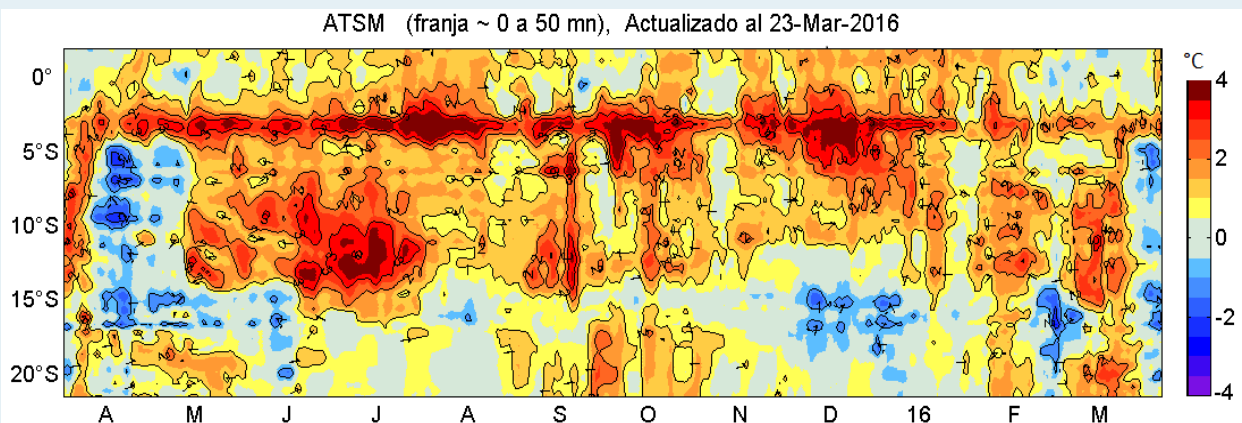 ATSM (franja ~ 0 a 50 mn), Actualizado al 23-Mar-2016
°C
0°
5°S
10°S
15°S
20°S
4
2
0
-2
-4
A M J J A S O N D 16 F M